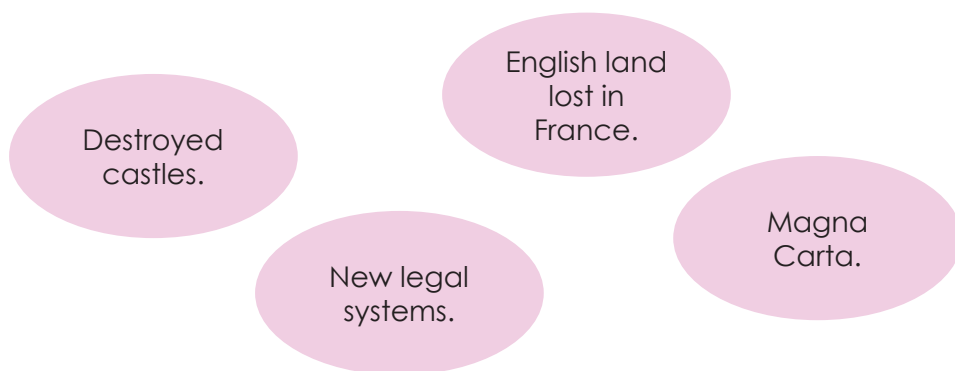 Destroyed
castles.
English land
lost in
France.
New legal
systems.
Magna
Carta.